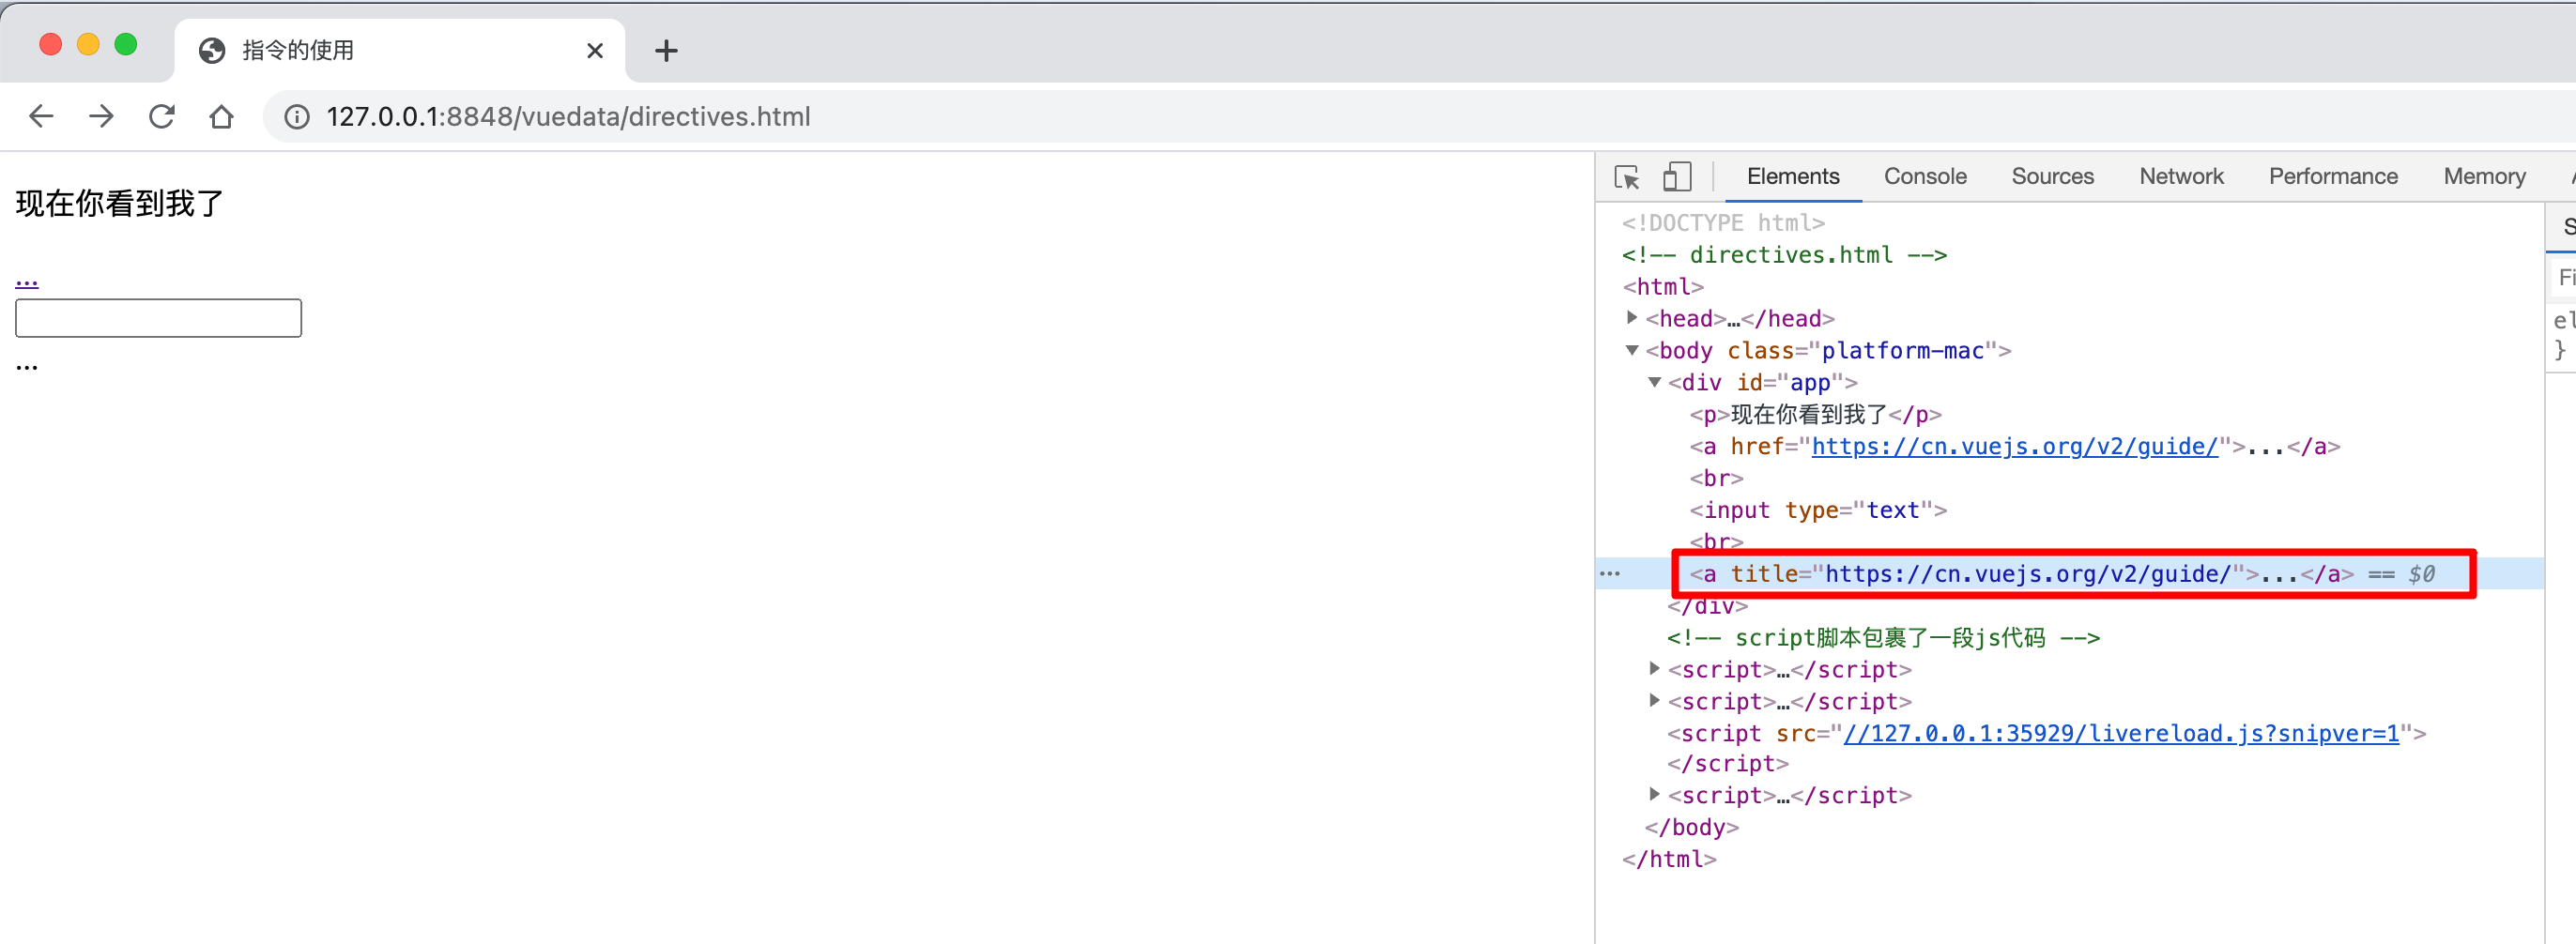 指令的使用
127.0.0.1:8848/vuedata/directives.html
现在你看到我了
...
...
Elements Console Sources Network Performance Memory
<!DOCTYPE html>
<!-- directives.html -->
<html>
<head>…</head>
<body class="platform-mac">
<div id="app">
<p>现在你看到我了</p>
<a href="https://cn.vuejs.org/v2/guide/">...</a>
<br>
<input type="text">
<br>
<a title="https://cn.vuejs.org/v2/guide/">...</a> == $0
</div>
<!-- script脚本包裹了一段js代码 -->
<script>…</script>
<script>…</script>
<script src="//127.0.0.1:35929/livereload.js?snipver=1">
</script>
<script>…</script>
</body>
</html>
S
Fi
el
}